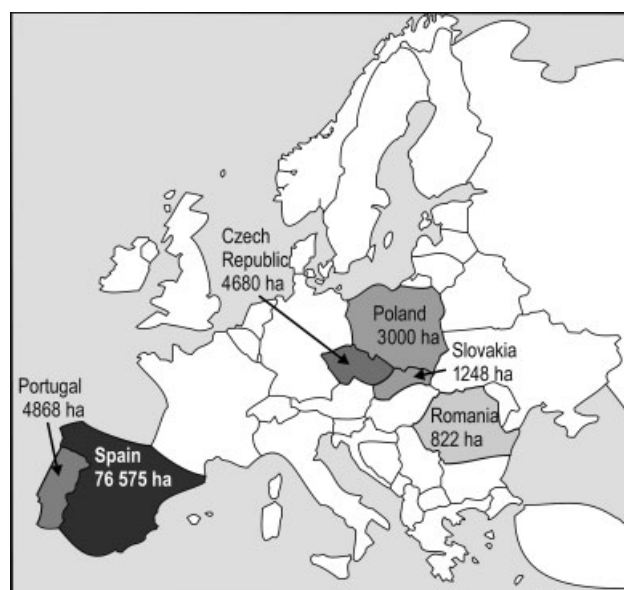 Czech
Republic
4680 ha
Poland
3000 ha
Slovakia
1248 ha
Portugal
4868 ha
Romania
822 ha
Spain
76 575 ha